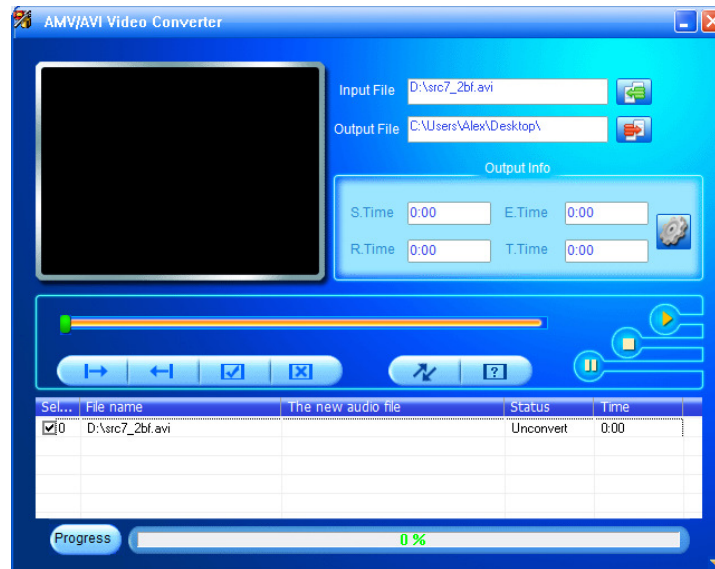 AMV/AVI Video Converter
Input File D:\src7_2bf.avi
Output File C:\Users\Alex\Desktop\
Output Info
S.Time 0:00 E.Time 0:00
R.Time 0:00 T.Time 0:00
Sel... File name The new audio file Status Time
0 D:\src7_2bf.avi Unconvert 0:00
Progress 0 %